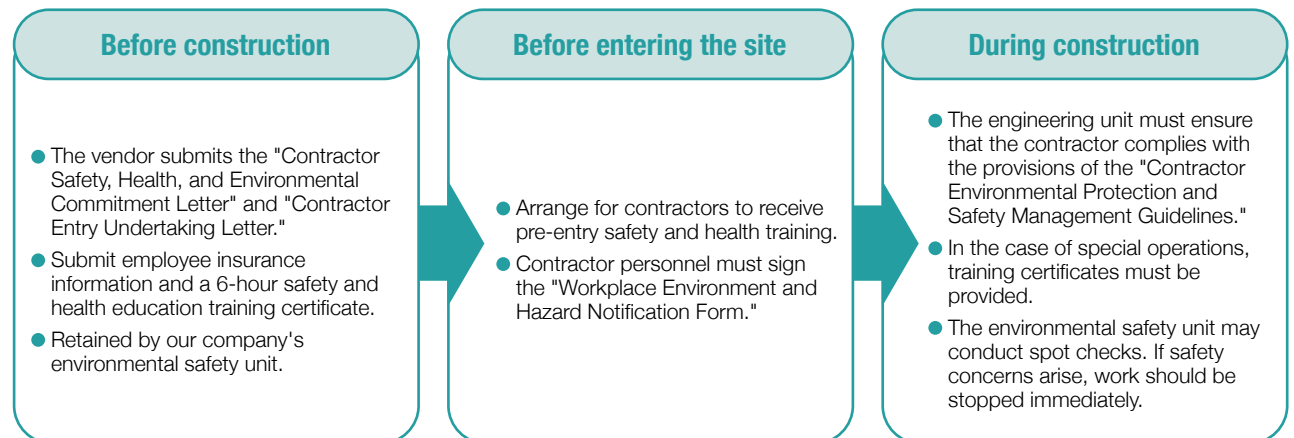 Before construction
● The vendor submits the "Contractor
Safety, Health, and Environmental
Commitment Letter" and "Contractor
Entry Undertaking Letter."
● Submit employee insurance
information and a 6-hour safety and
health education training certificate.
● Retained by our company's
environmental safety unit.
Before entering the site
● Arrange for contractors to receive
pre-entry safety and health training.
● Contractor personnel must sign
the "Workplace Environment and
Hazard Notification Form."
During construction
● The engineering unit must ensure
that the contractor complies with
the provisions of the "Contractor
Environmental Protection and
Safety Management Guidelines."
● In the case of special operations,
training certificates must be
provided.
● The environmental safety unit may
conduct spot checks. If safety
concerns arise, work should be
stopped immediately.